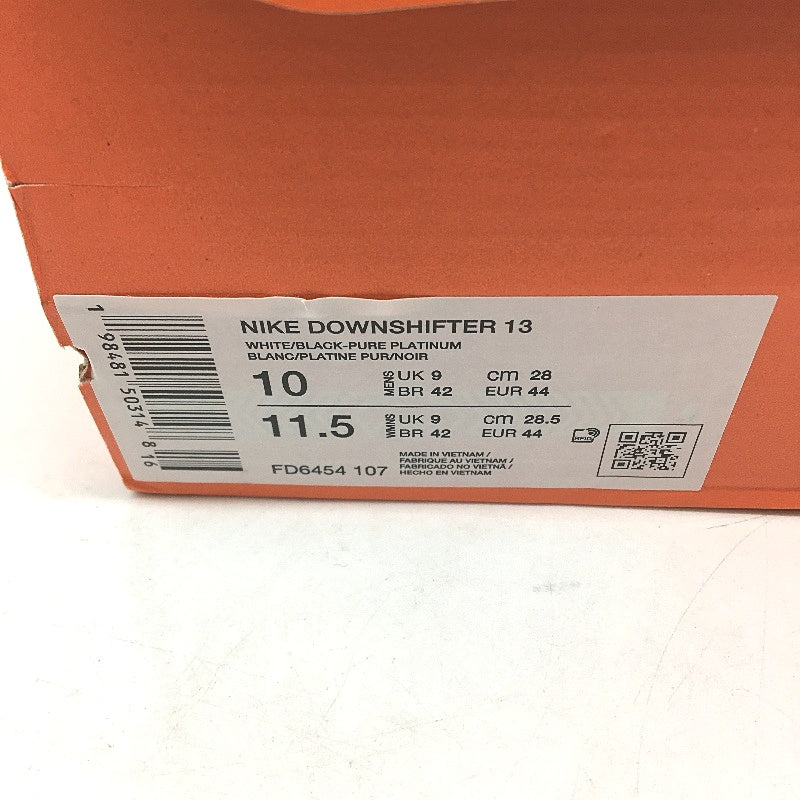 NIKE DOWNSHIFTER 13
WHITE/BLACK-PURE PLATINUM
BLANC/PLATINE PUR/NOIR
10 MENS UK 9 cm 28
BR 42 EUR 44
11.5 WMNS UK 9 cm 28.5
BR 42 EUR 44
FD6454 107
MADE IN VIETNAM /
FABRIQUE AU VIETNAM /
FABRICADO NO VIETNÃ /
HECHO EN VIETNAM
RFID
1 98481 50314 8 16